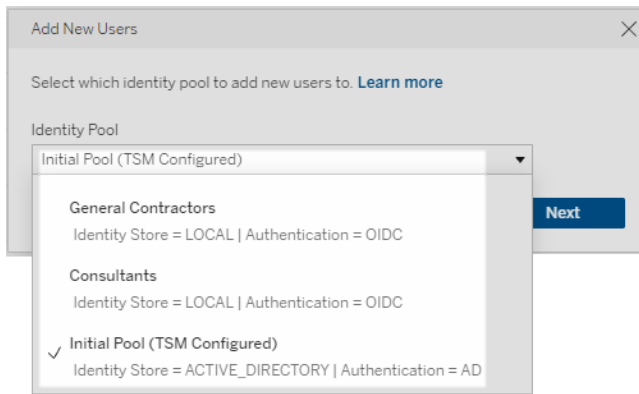 Add New Users
Select which identity pool to add new users to. Learn more
Identity Pool
Initial Pool (TSM Configured)
General Contractors
Identity Store = LOCAL | Authentication = OIDC
Next
Consultants
Identity Store = LOCAL | Authentication = OIDC
Initial Pool (TSM Configured)
Identity Store = ACTIVE_DIRECTORY | Authentication = AD